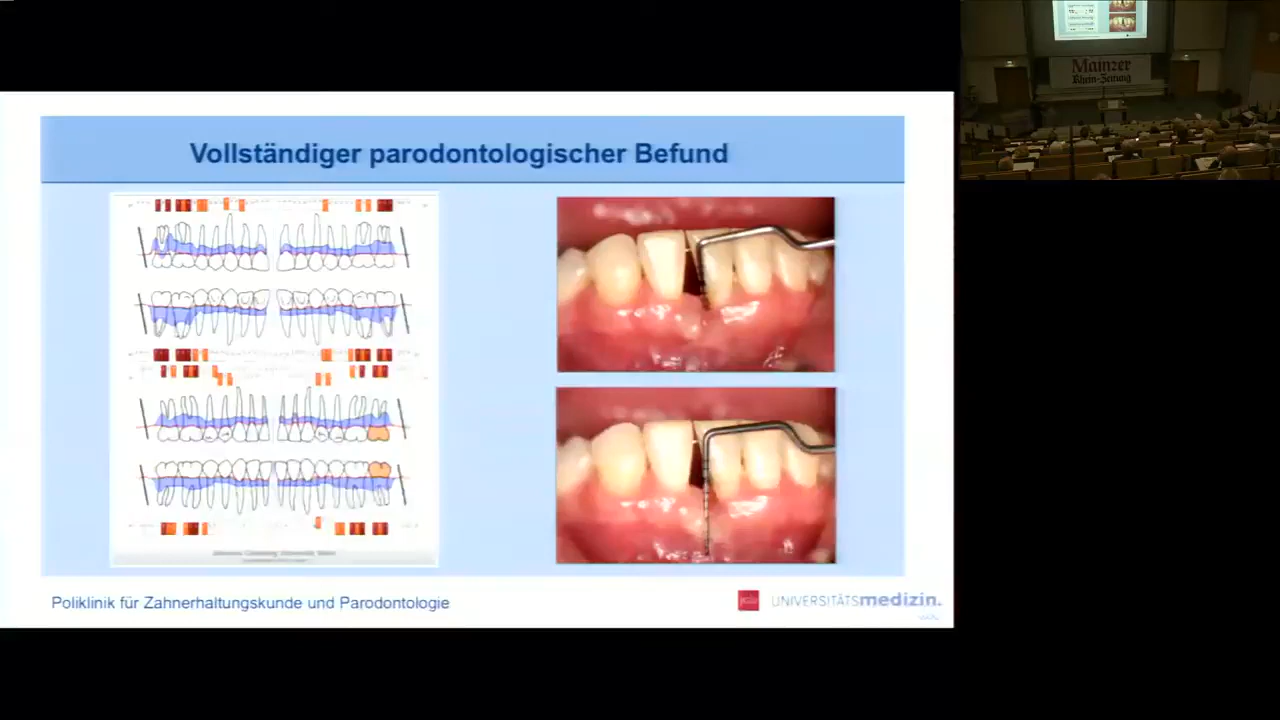 Vollständiger parodontologischer Befund
Poliklinik für Zahnerhaltungskunde und Parodontologie
UNIVERSITÄTSmedizin.
Mainzer
Rhein-Zeitung